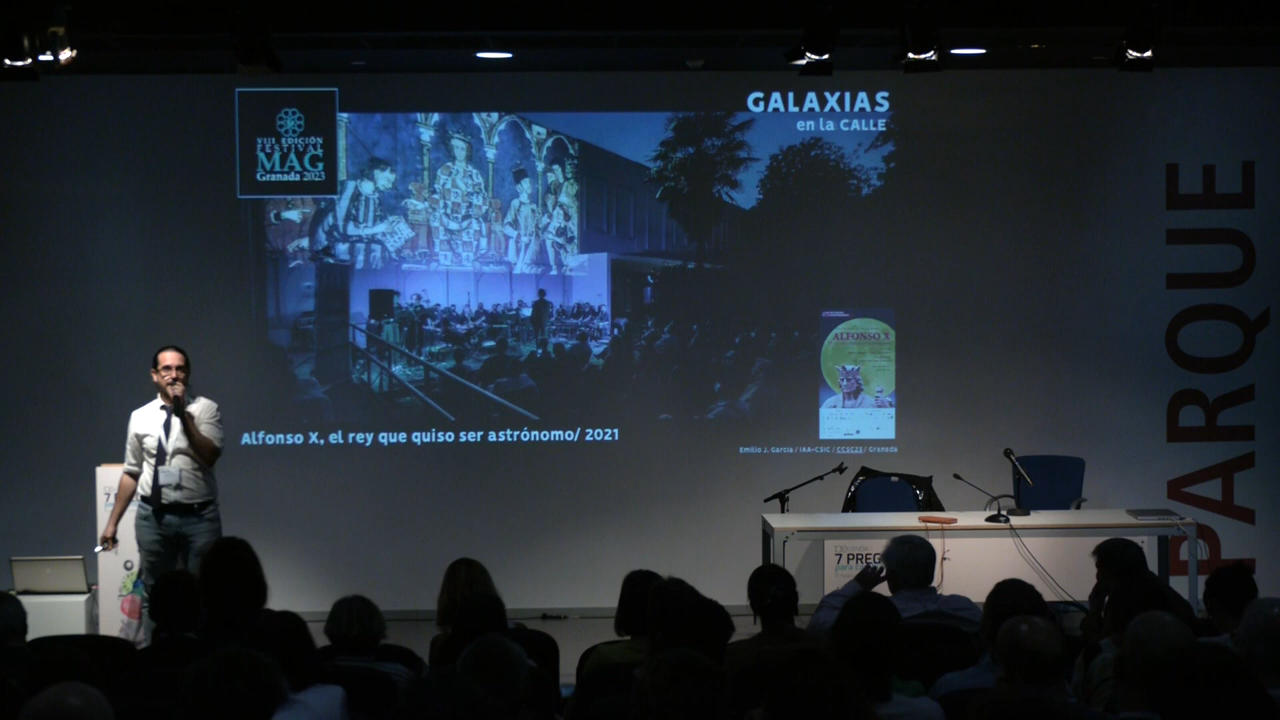 VIII EDICIÓN
FESTIVAL
MAG
Granada 2023
GALAXIAS
en la CALLE
ALFONSO X
Alfonso X, el rey que quiso ser astrónomo/ 2021
Emilio J. García / IAA-CSIC / CCSC23 / Granada
PARQUE
7 PREG